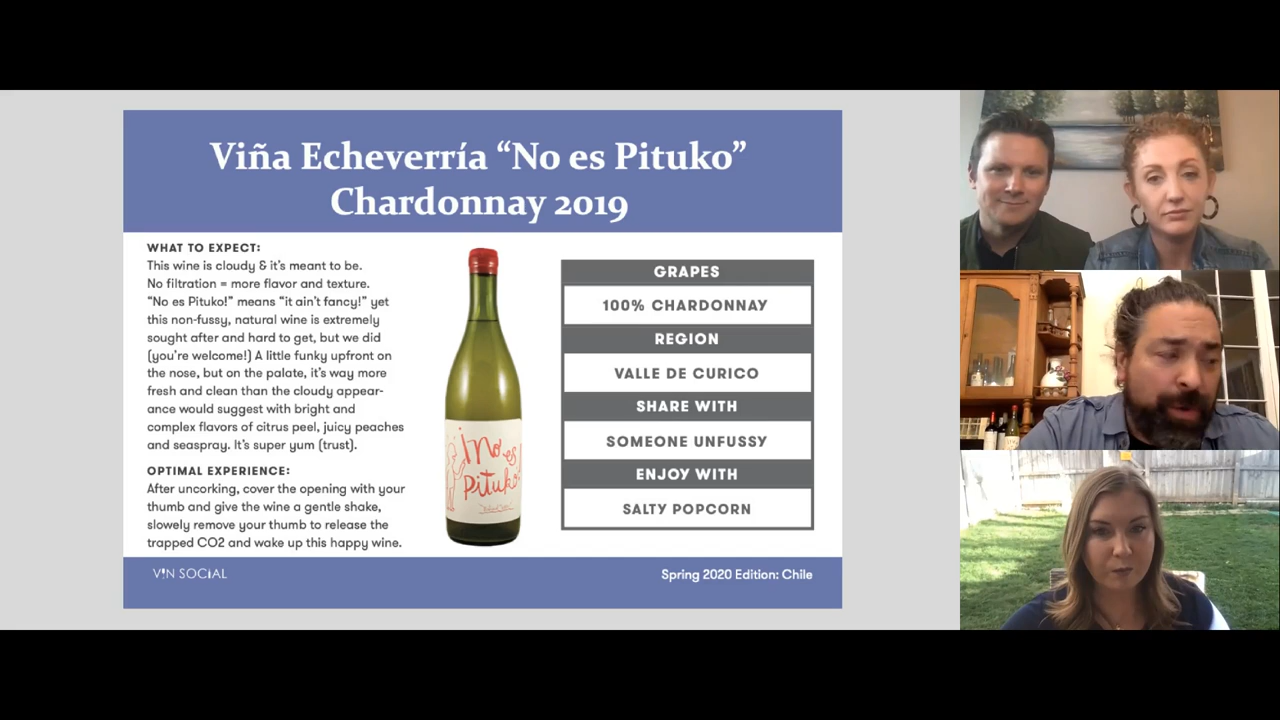 Viña Echeverría “No es Pituko”
Chardonnay 2019
WHAT TO EXPECT:
This wine is cloudy & it’s meant to be.
No filtration = more flavor and texture.
“No es Pituko!” means “it ain’t fancy!” yet
this non-fussy, natural wine is extremely
sought after and hard to get, but we did
(you’re welcome!) A little funky upfront on
the nose, but on the palate, it’s way more
fresh and clean than the cloudy appear-
ance would suggest with bright and
complex flavors of citrus peel, juicy peaches
and seaspray. It’s super yum (trust).
OPTIMAL EXPERIENCE:
After uncorking, cover the opening with your
thumb and give the wine a gentle shake,
slowely remove your thumb to release the
trapped CO2 and wake up this happy wine.
¡No es
Pituko!
GRAPES
100% CHARDONNAY
REGION
VALLE DE CURICO
SHARE WITH
SOMEONE UNFUSSY
ENJOY WITH
SALTY POPCORN
VIN SOCIAL
Spring 2020 Edition: Chile